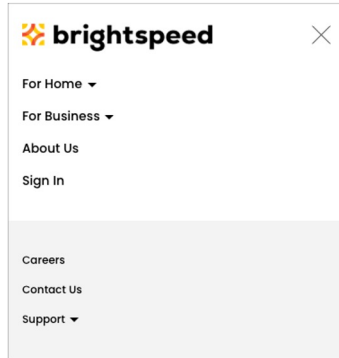 brightspeed
For Home
For Business
About Us
Sign In
Careers
Contact Us
Support